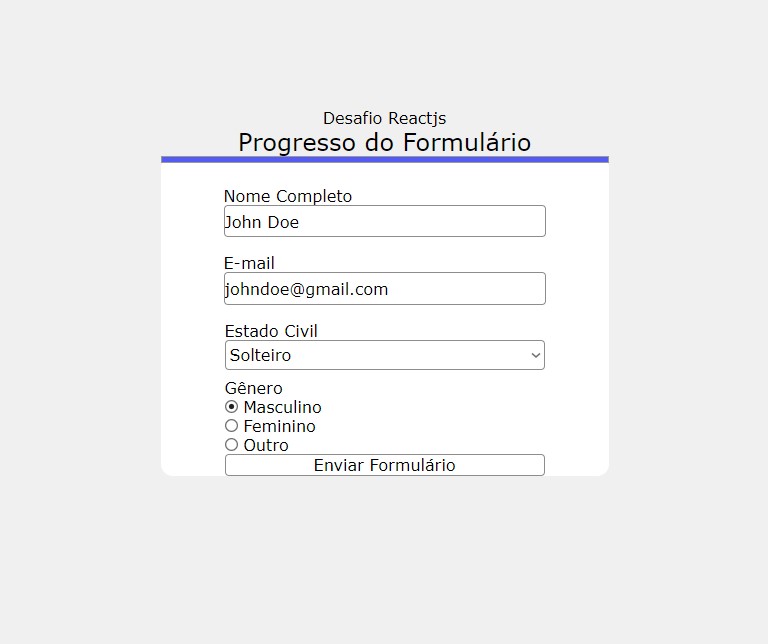 Desafio Reactjs
Progresso do Formulário
Nome Completo
John Doe
E-mail
johndoe@gmail.com
Estado Civil
Solteiro
Gênero
Masculino
Feminino
Outro
Enviar Formulário